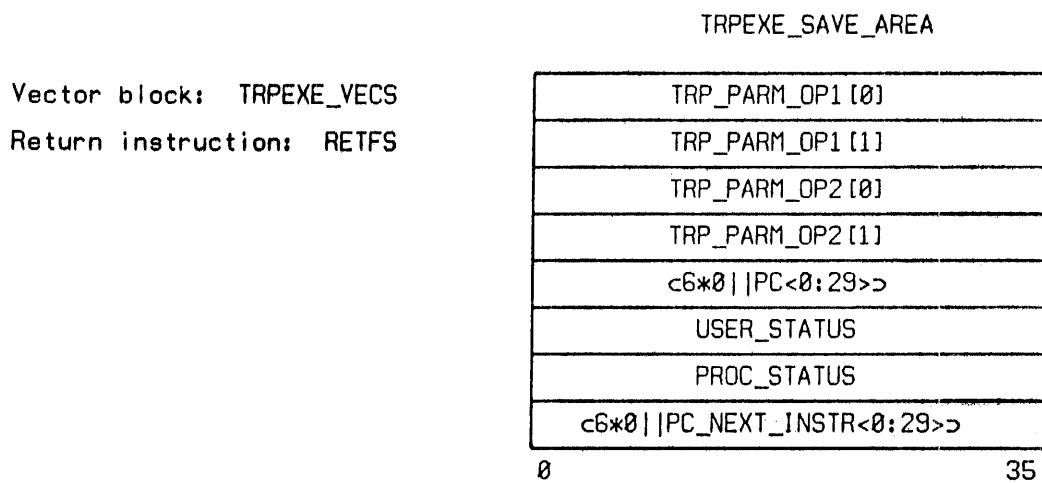 TRPEXE_SAVE_AREA
Vector block: TRPEXE_VECS
Return instruction: RETFS
TRP_PARM_OP1[0]
TRP_PARM_OP1[1]
TRP_PARM_OP2[0]
TRP_PARM_OP2[1]
⊂6*0||PC<0:29>⊃
USER_STATUS
PROC_STATUS
⊂6*0||PC_NEXT_INSTR<0:29>⊃
0 35